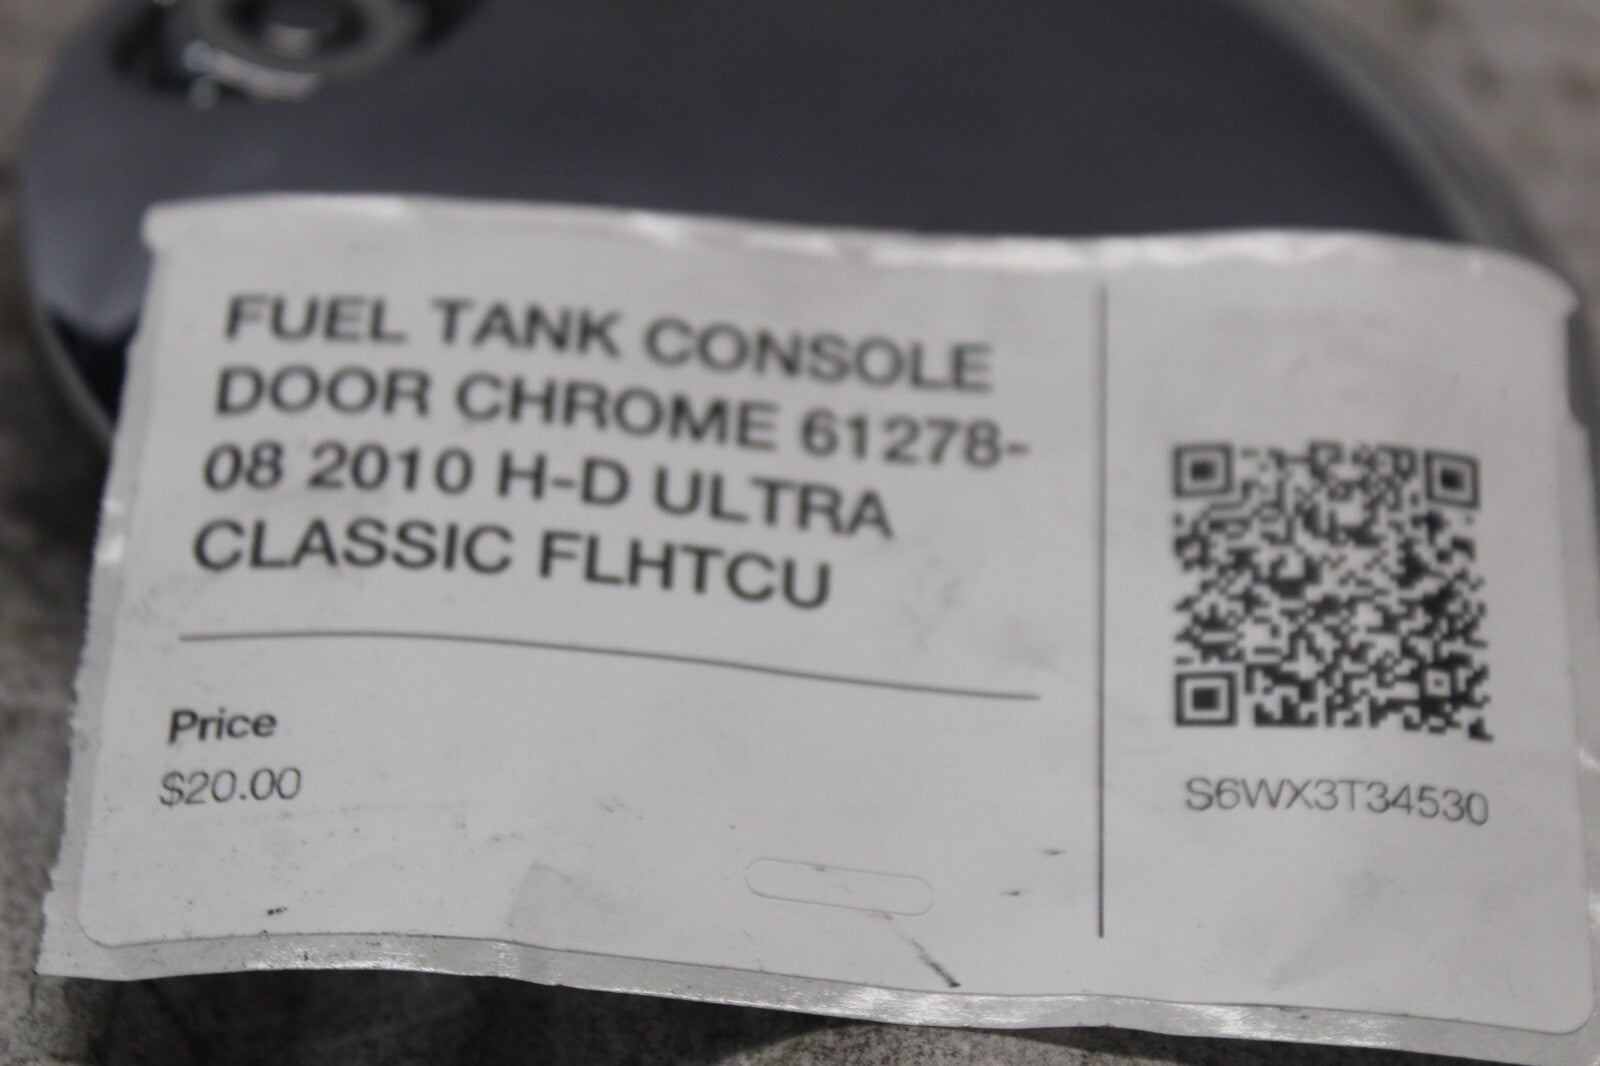 FUEL TANK CONSOLE
DOOR CHROME 61278-
08 2010 H-D ULTRA
CLASSIC FLHTCU
Price
$20.00
S6WX3T34530